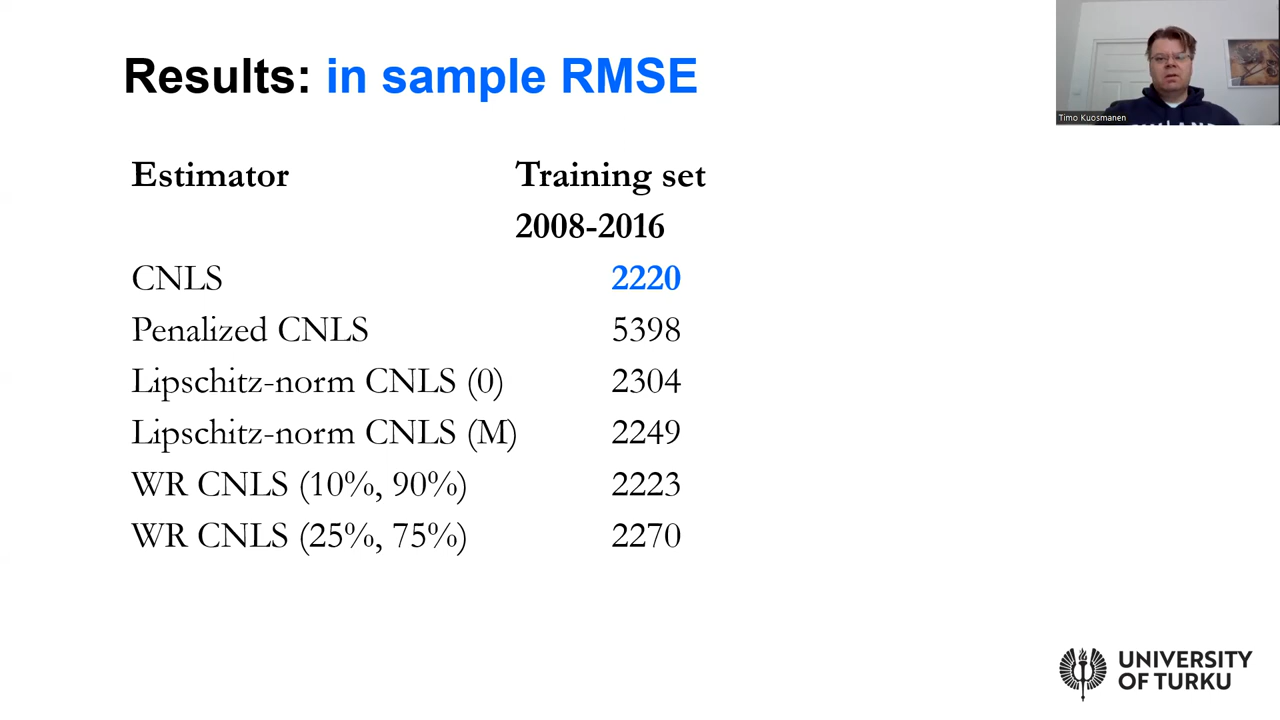 Results: in sample RMSE
Timo Kuosmanen
Estimator Training set
2008-2016
CNLS 2220
Penalized CNLS 5398
Lipschitz-norm CNLS (0) 2304
Lipschitz-norm CNLS (M) 2249
WR CNLS (10%, 90%) 2223
WR CNLS (25%, 75%) 2270
UNIVERSITY
OF TURKU